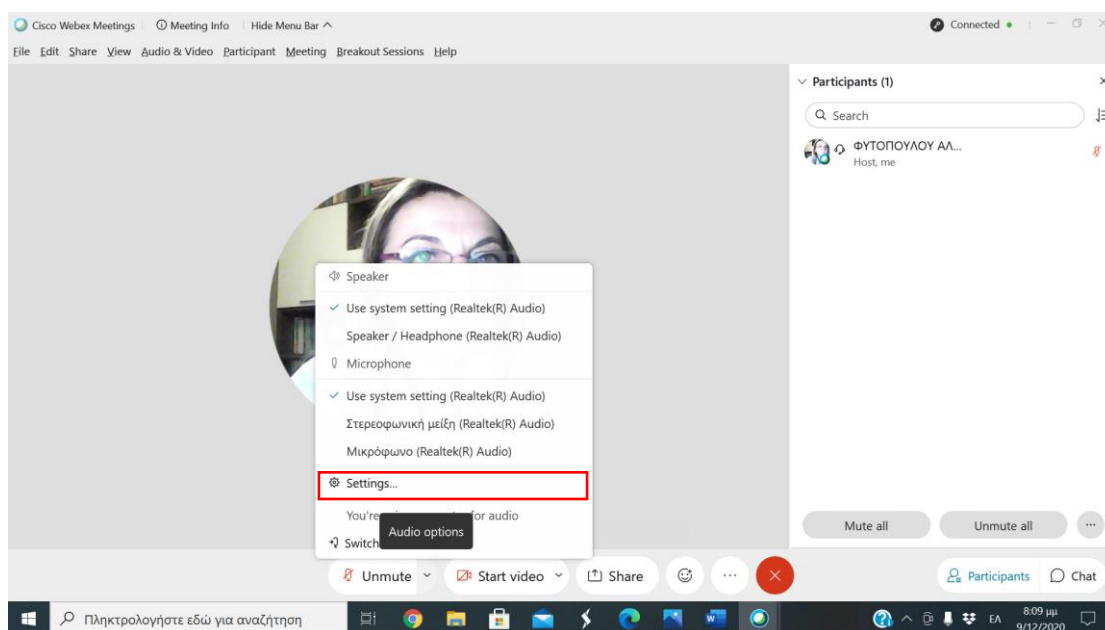 Cisco Webex Meetings
Meeting Info
Hide Menu Bar
Connected
File Edit Share View Audio & Video Participant Meeting Breakout Sessions Help
Participants (1)
Search
ΦΥΤΟΠΟΥΛΟΥ ΑΛ...
Host, me
Speaker
Use system setting (Realtek(R) Audio)
Speaker / Headphone (Realtek(R) Audio)
Microphone
Use system setting (Realtek(R) Audio)
Στερεοφωνική μείξη (Realtek(R) Audio)
Μικρόφωνο (Realtek(R) Audio)
Settings...
for audio
Audio options
Switch
Mute all
Unmute all
Unmute
Start video
Share
Participants
Chat
Πληκτρολογήστε εδώ για αναζήτηση
ΕΛ
8:09 μμ
9/12/2020